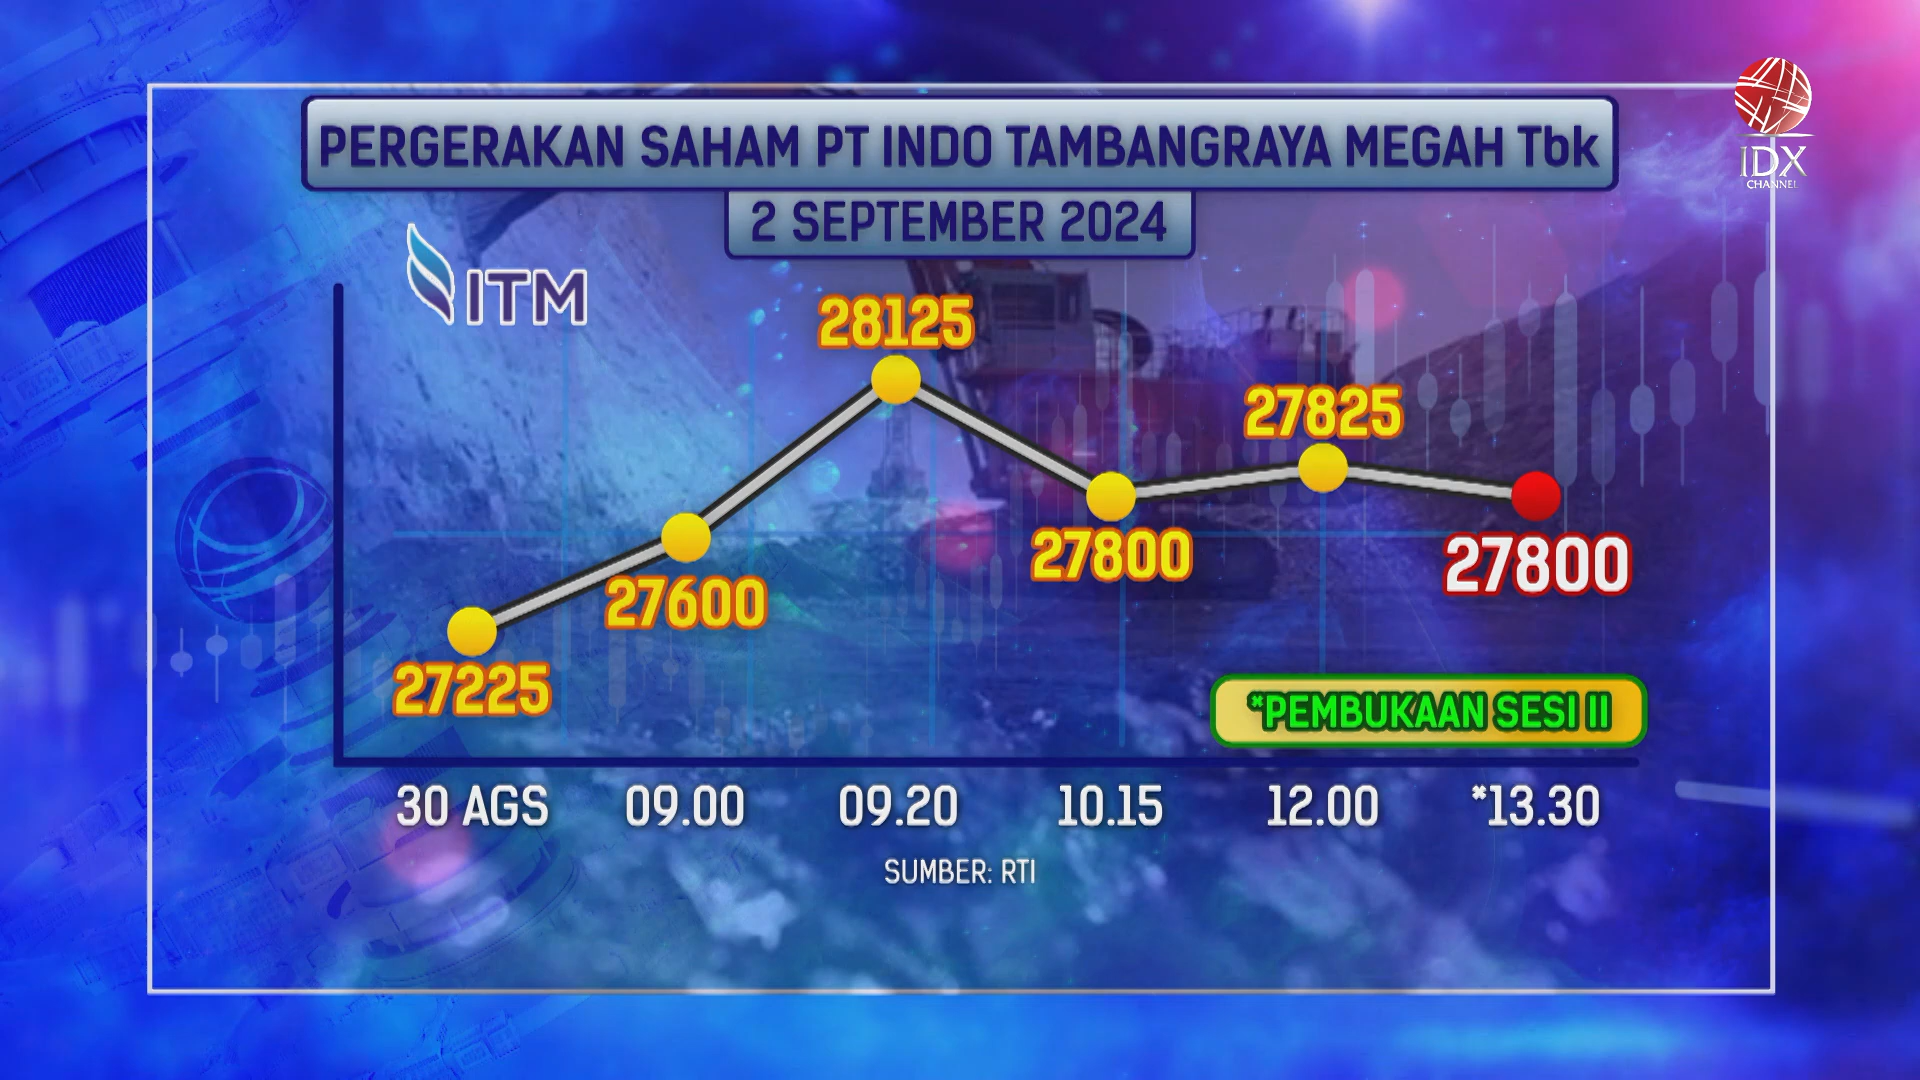 PERGERAKAN SAHAM PT INDO TAMBANGRAYA MEGAH Tbk
IDX
CHANNEL
2 SEPTEMBER 2024
ITM
28125
27825
27800
27800
27600
27225
*PEMBUKAAN SESI II
30 AGS 09.00 09.20 10.15 12.00 *13.30
SUMBER: RTI